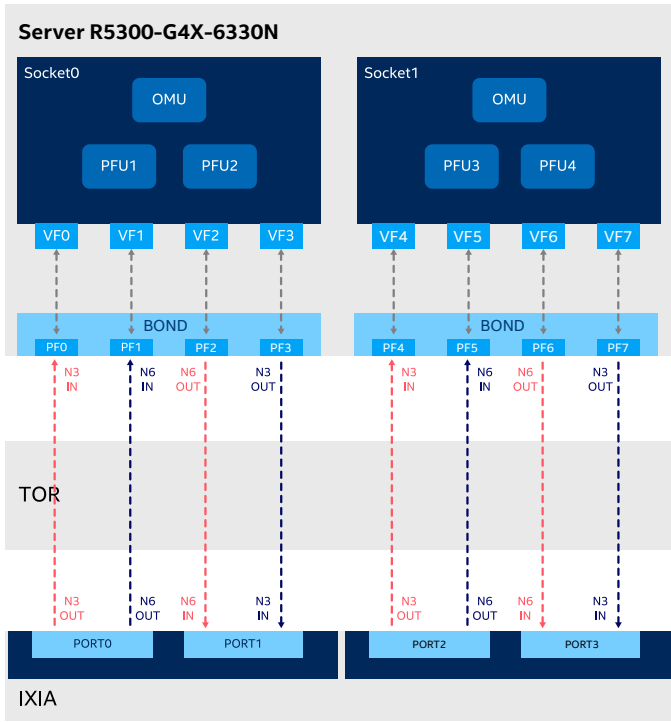 Server R5300-G4X-6330N
Socket0
Socket1
OMU
OMU
PFU1
PFU2
PFU3
PFU4
VF0
VF1
VF2
VF3
VF4
VF5
VF6
VF7
BOND
BOND
PF0
PF1
PF2
PF3
PF4
PF5
PF6
PF7
N3
IN
N6
IN
N6
OUT
N3
OUT
N3
IN
N6
IN
N6
OUT
N3
OUT
TOR
N3
OUT
N6
OUT
N6
IN
N3
IN
N3
OUT
N6
OUT
N6
IN
N3
IN
PORT0
PORT1
PORT2
PORT3
IXIA